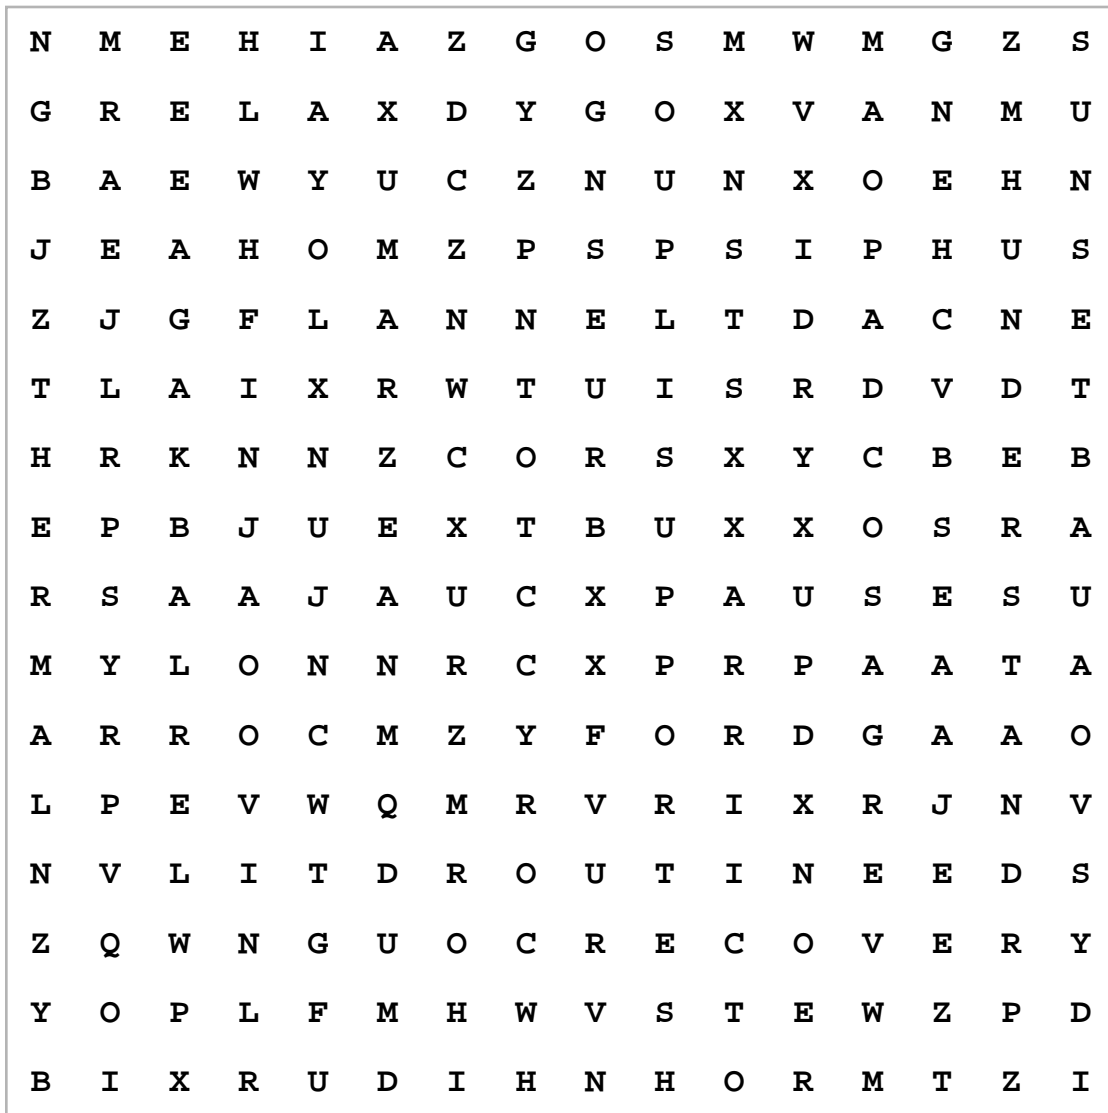 N M E H I A Z G O S M W M G Z S
G R E L A X D Y G O X V A N M U
B A E W Y U C Z N U N X O E H N
J E A H O M Z P S P S I P H U S
Z J G F L A N N E L T D A C N E
T L A I X R W T U I S R D V D T
H R K N N Z C O R S X Y C B E B
E P B J U E X T B U X X O S R A
R S A A J A U C X P A U S E S U
M Y L O N N R C X P R P A A T A
A R R O C M Z Y F O R D G A A O
L P E V W Q M R V R I X R J N V
N V L I T D R O U T I N E E D S
Z Q W N G U O C R E C O V E R Y
Y O P L F M H W V S T E W Z P D
B I X R U D I H N H O R M T Z I